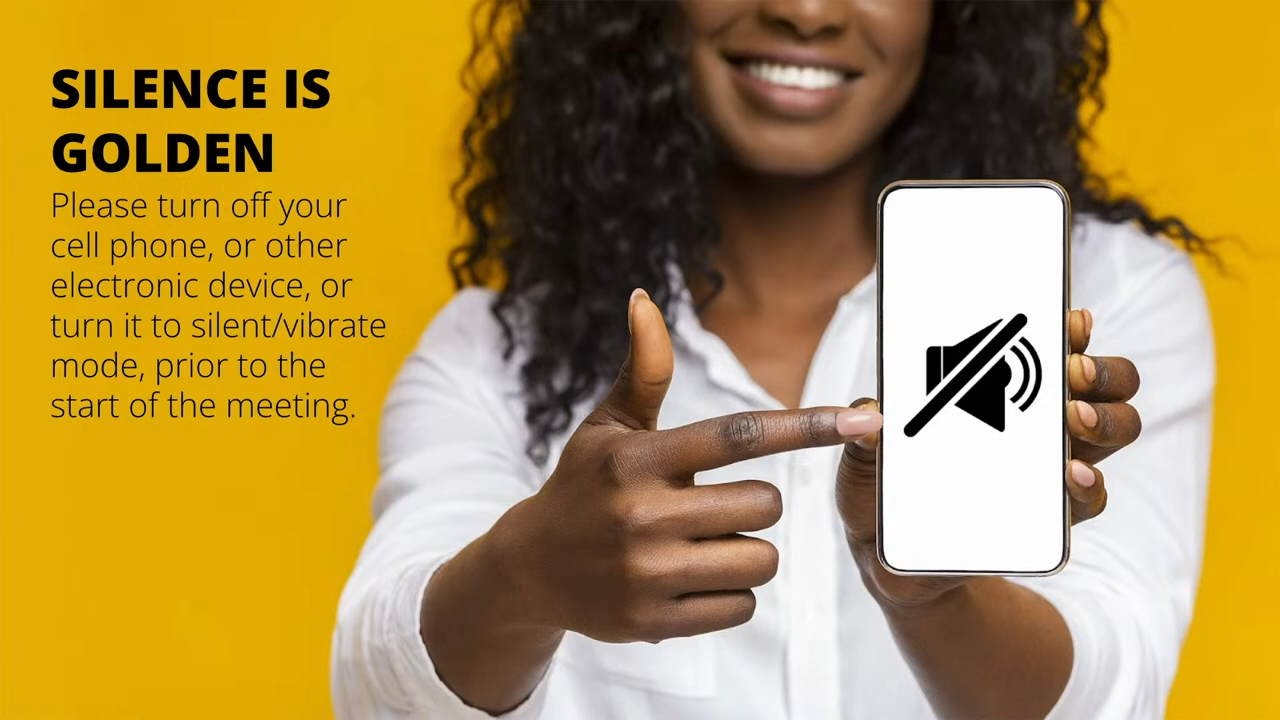 SILENCE IS
GOLDEN
Please turn off your
cell phone, or other
electronic device, or
turn it to silent/vibrate
mode, prior to the
start of the meeting.